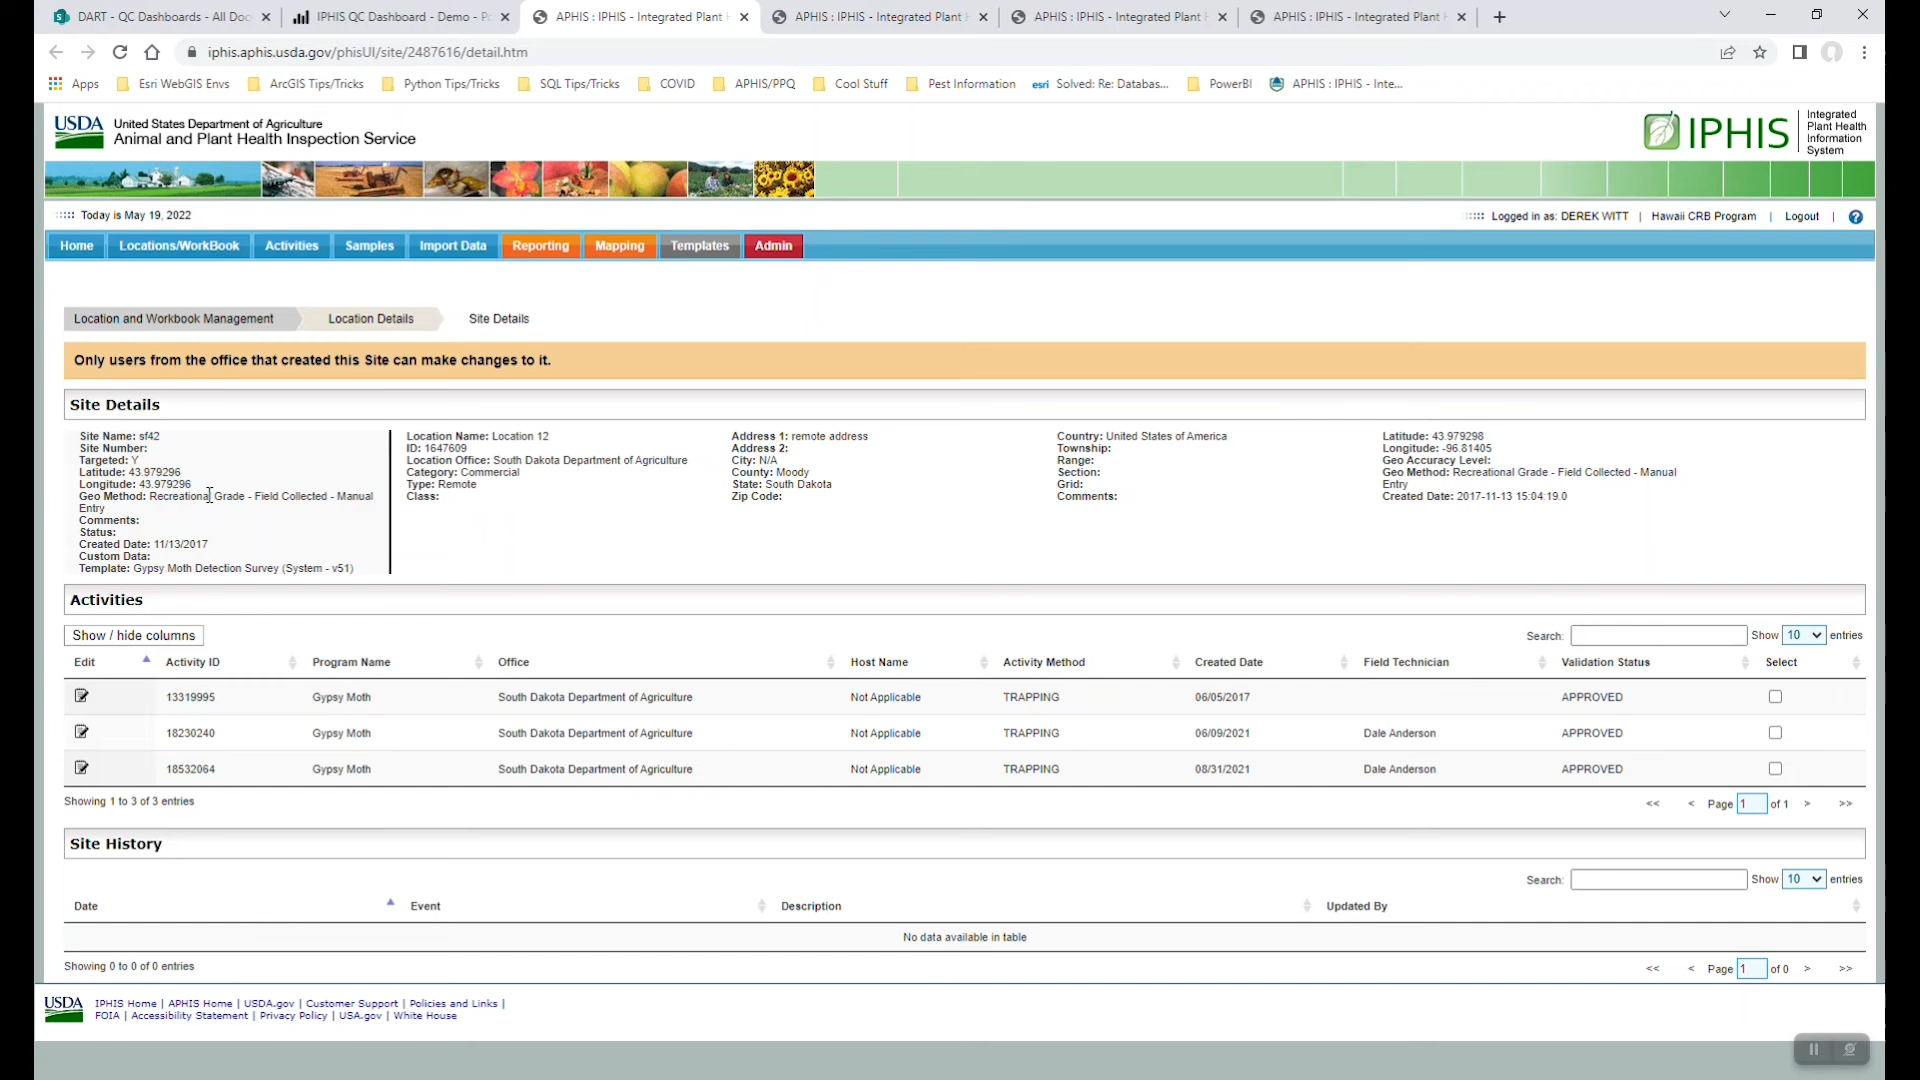 DART - QC Dashboards - All Doc
IPHIS QC Dashboard - Demo - P
APHIS : IPHIS - Integrated Plant
APHIS : IPHIS - Integrated Plant
APHIS : IPHIS - Integrated Plant
APHIS : IPHIS - Integrated Plant
iphis.aphis.usda.gov/phisUI/site/2487616/detail.htm
Apps
Esri WebGIS Envs
ArcGIS Tips/Tricks
Python Tips/Tricks
SQL Tips/Tricks
COVID
APHIS/PPQ
Cool Stuff
Pest Information
esri Solved: Re: Databas...
PowerBI
APHIS : IPHIS - Inte...
USDA
United States Department of Agriculture
Animal and Plant Health Inspection Service
IPHIS
Integrated
Plant Health
Information
System
Today is May 19, 2022
Logged in as: DEREK WITT | Hawaii CRB Program | Logout | ?
Home
Locations/WorkBook
Activities
Samples
Import Data
Reporting
Mapping
Templates
Admin
Location and Workbook Management
Location Details
Site Details
Only users from the office that created this Site can make changes to it.
Site Details
Site Name: sf42
Site Number:
Targeted: Y
Latitude: 43.979296
Longitude: 43.979296
Geo Method: Recreational Grade - Field Collected - Manual
Entry
Comments:
Status:
Created Date: 11/13/2017
Custom Data:
Template: Gypsy Moth Detection Survey (System - v51)
Location Name: Location 12
ID: 1647609
Location Office: South Dakota Department of Agriculture
Category: Commercial
Type: Remote
Class:
Address 1: remote address
Address 2:
City: N/A
County: Moody
State: South Dakota
Zip Code:
Country: United States of America
Township:
Range:
Section:
Grid:
Comments:
Latitude: 43.979298
Longitude: -96.81405
Geo Accuracy Level:
Geo Method: Recreational Grade - Field Collected - Manual
Entry
Created Date: 2017-11-13 15:04:19.0
Activities
Show / hide columns
Search: Show 10 entries
Edit Activity ID Program Name Office Host Name Activity Method Created Date Field Technician Validation Status Select
13319995 Gypsy Moth South Dakota Department of Agriculture Not Applicable TRAPPING 06/05/2017 APPROVED
18230240 Gypsy Moth South Dakota Department of Agriculture Not Applicable TRAPPING 06/09/2021 Dale Anderson APPROVED
18532064 Gypsy Moth South Dakota Department of Agriculture Not Applicable TRAPPING 08/31/2021 Dale Anderson APPROVED
Showing 1 to 3 of 3 entries
<< < Page 1 of 1 > >>
Site History
Search: Show 10 entries
Date Event Description Updated By
No data available in table
Showing 0 to 0 of 0 entries
<< < Page 1 of 0 > >>
USDA
IPHIS Home | APHIS Home | USDA.gov | Customer Support | Policies and Links |
FOIA | Accessibility Statement | Privacy Policy | USA.gov | White House